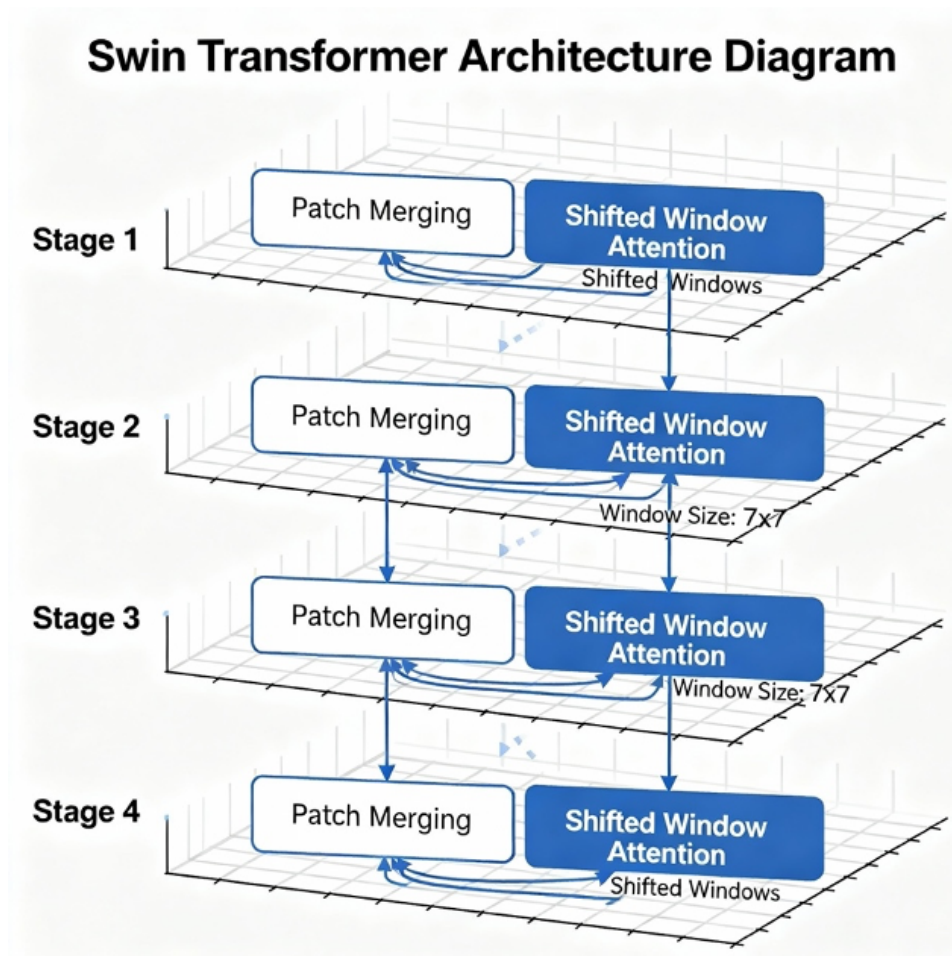 Swin Transformer Architecture Diagram
Stage 1
Patch Merging
Shifted Window
Attention
Shifted Windows
Stage 2
Patch Merging
Shifted Window
Attention
Window Size: 7x7
Stage 3
Patch Merging
Shifted Window
Attention
Window Size: 7x7
Stage 4
Patch Merging
Shifted Window
Attention
Shifted Windows